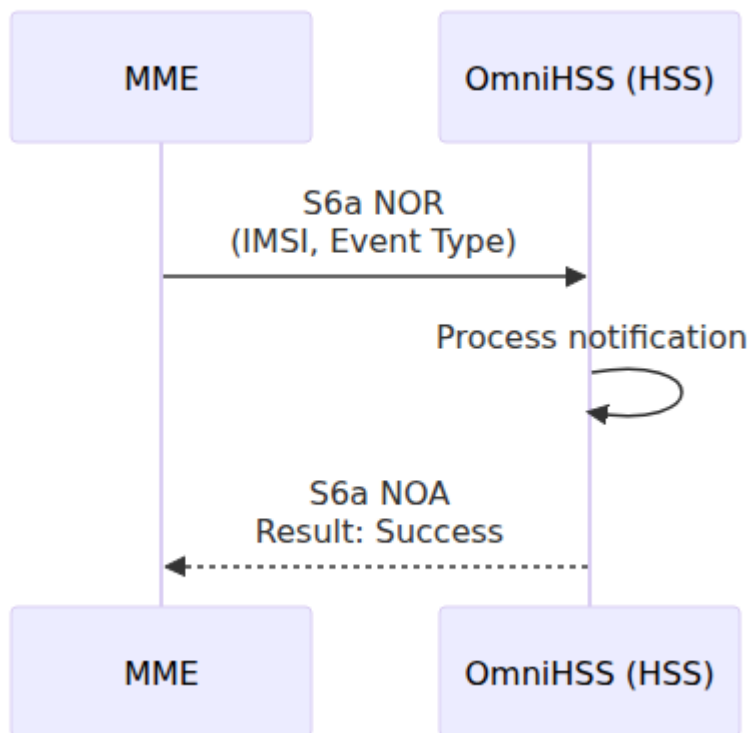 MME
OmniHSS (HSS)
S6a NOR
(IMSI, Event Type)
Process notification
S6a NOA
Result: Success
MME
OmniHSS (HSS)